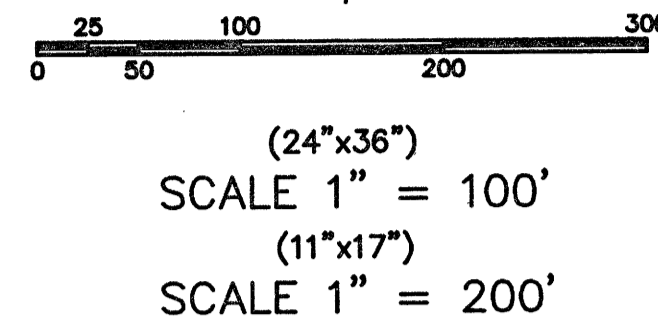 25 100 300
0 50 200
(24"x36")
SCALE 1" = 100'
(11"x17")
SCALE 1" = 200'